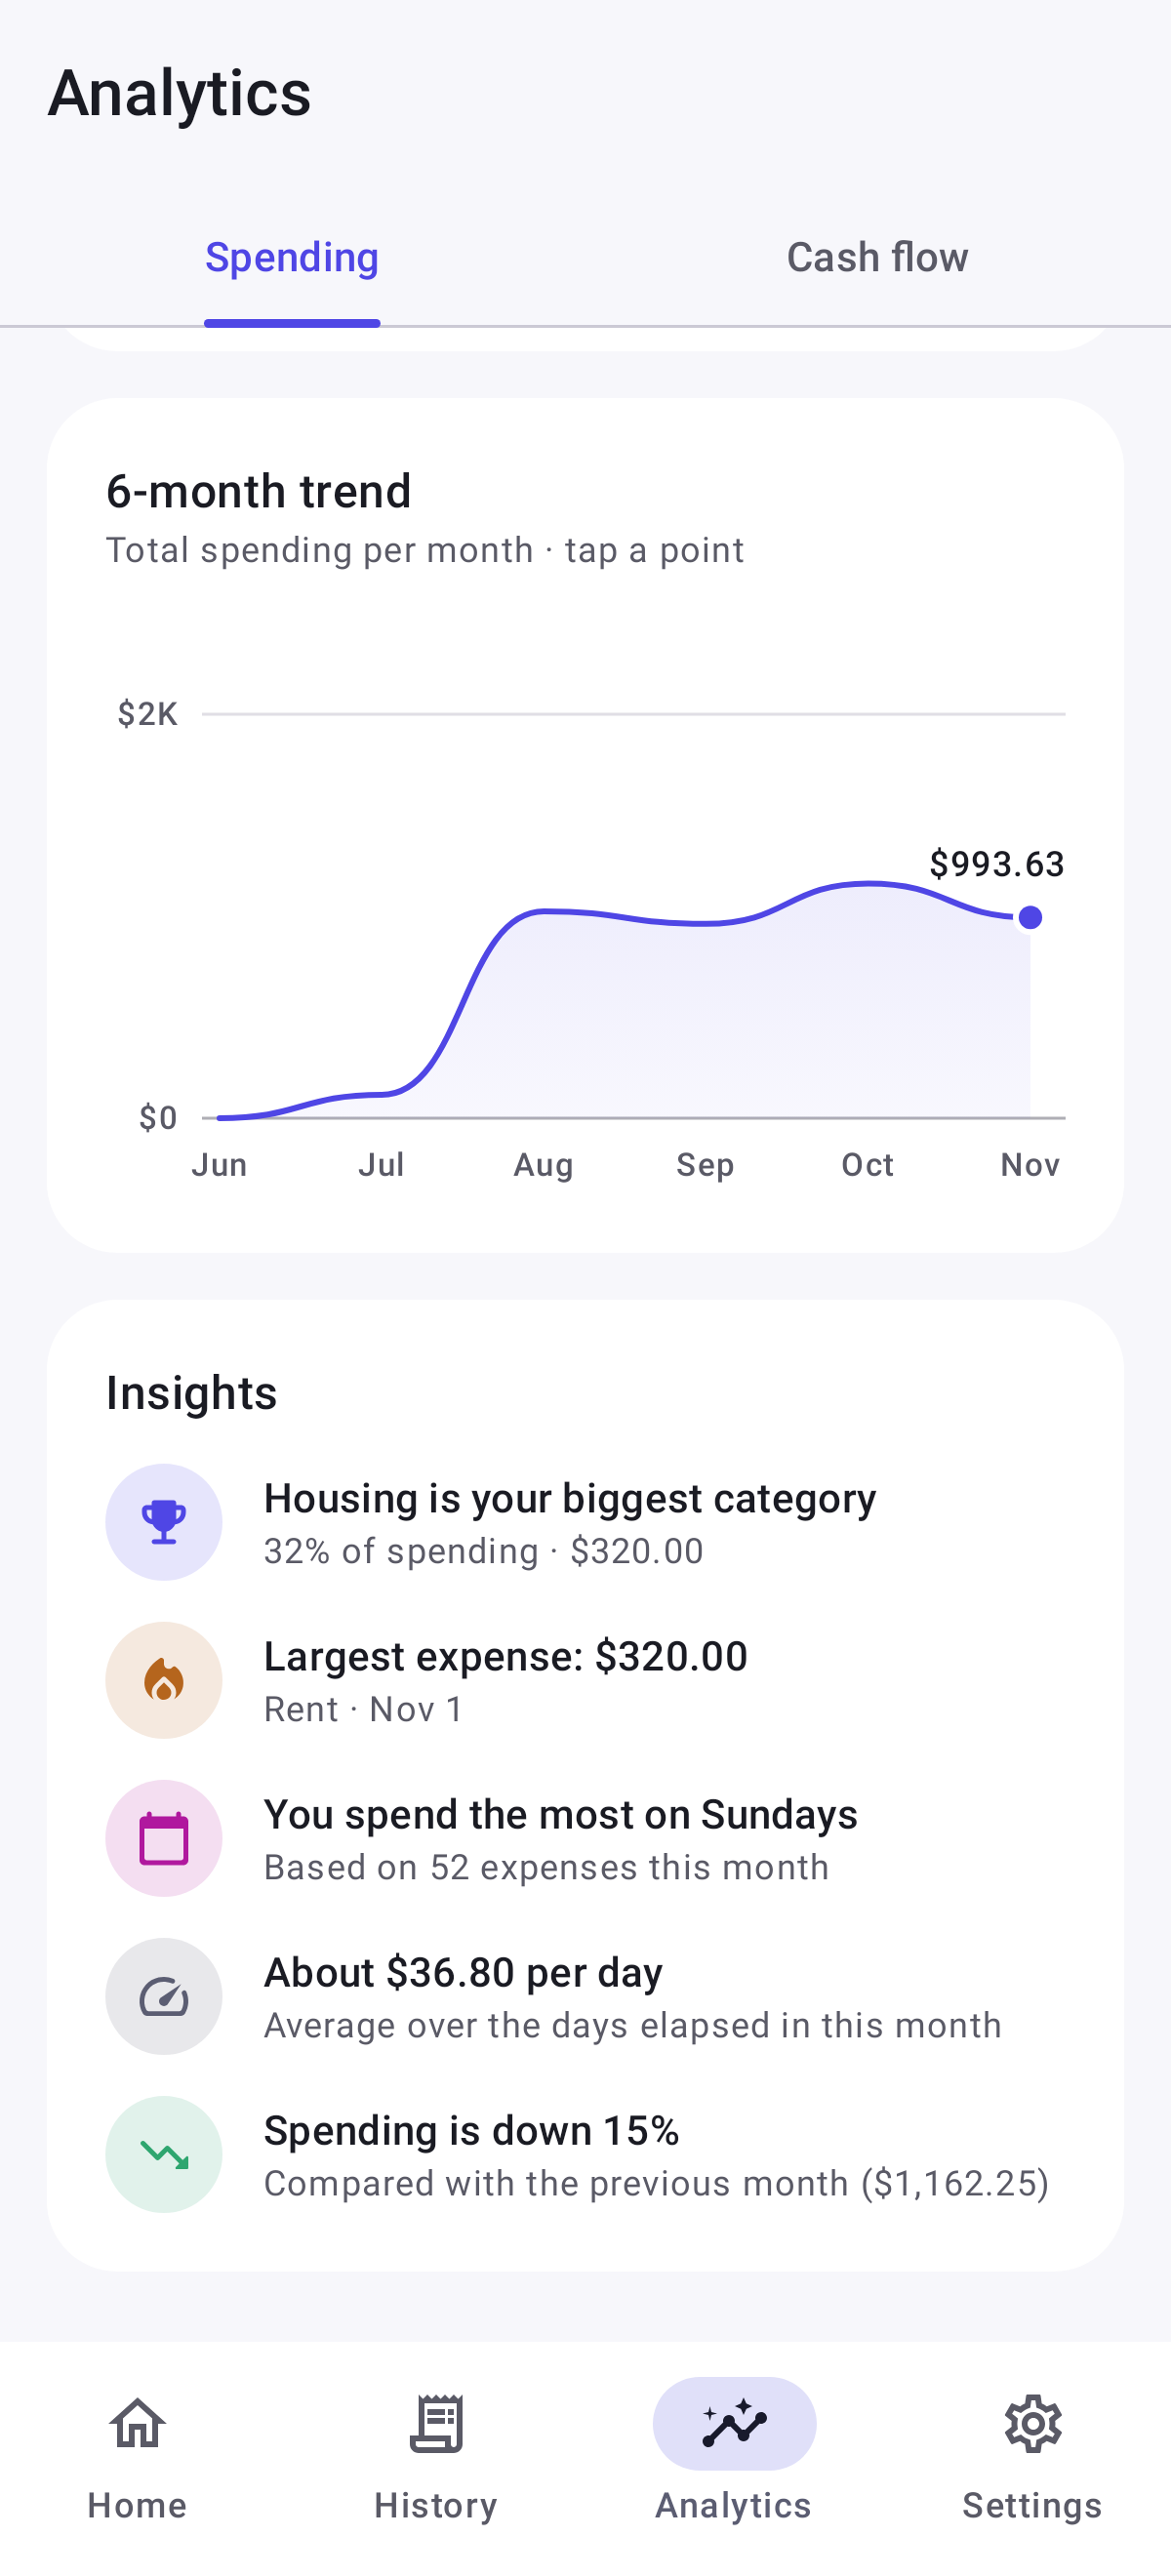 Analytics
Spending
Cash flow
6-month trend
Total spending per month · tap a point
$2K
$993.63
$0
Jun Jul Aug Sep Oct Nov
Insights
Housing is your biggest category
32% of spending · $320.00
Largest expense: $320.00
Rent · Nov 1
You spend the most on Sundays
Based on 52 expenses this month
About $36.80 per day
Average over the days elapsed in this month
Spending is down 15%
Compared with the previous month ($1,162.25)
Home History Analytics Settings